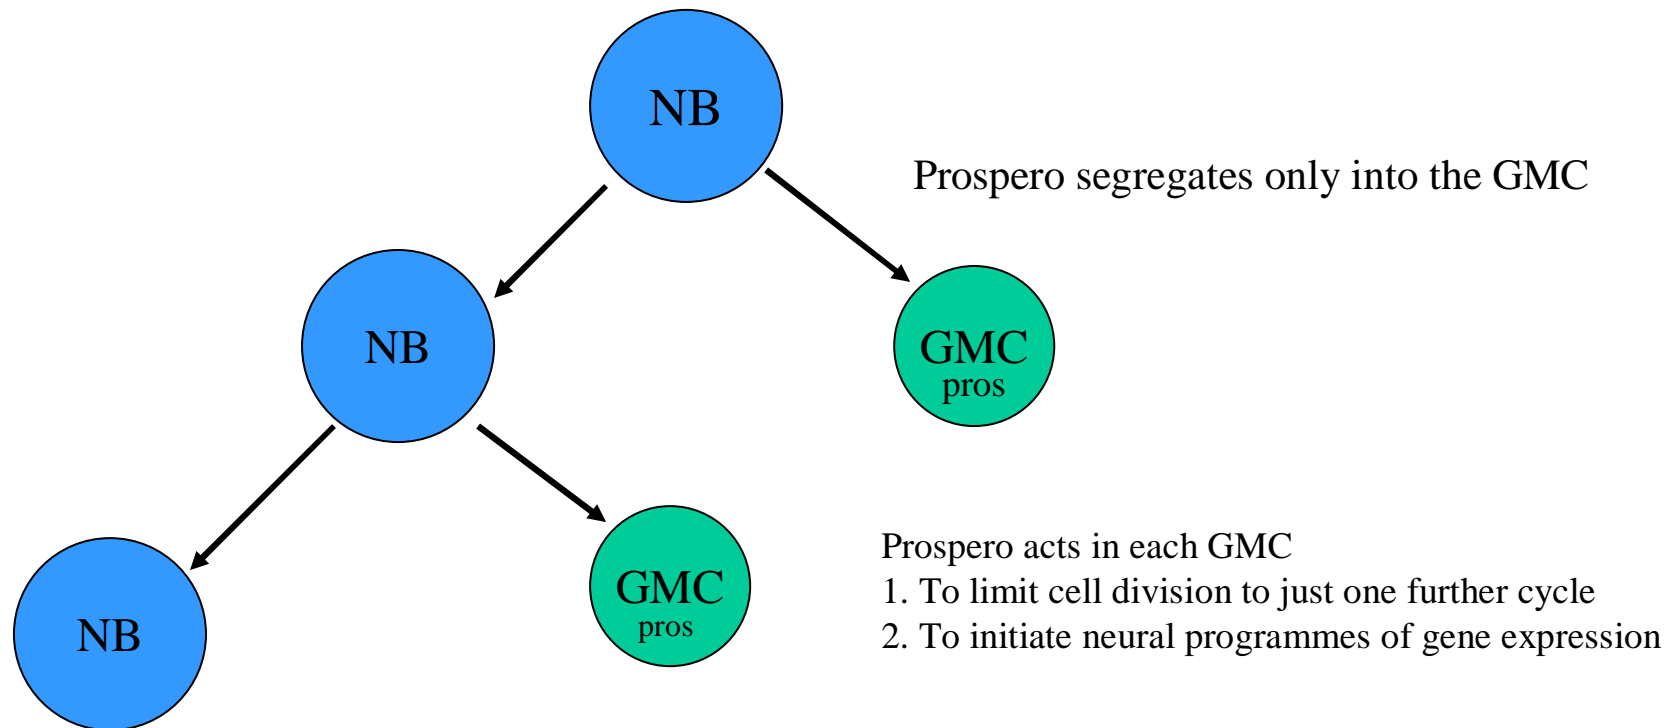 NB
Prospero segregates only into the GMC
NB
GMC
pros
NB
GMC
pros
Prospero acts in each GMC
1. To limit cell division to just one further cycle
2. To initiate neural programmes of gene expression